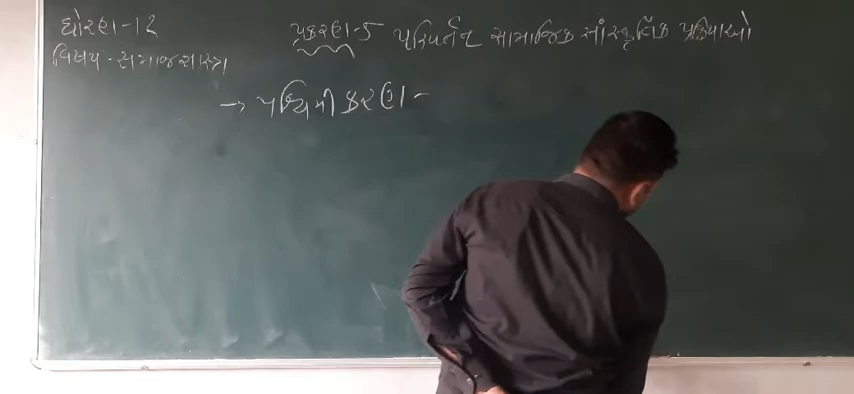 ધોરણ-12
પ્રકરણ-5 પરિવર્તન સામાજિક સાંસ્કૃતિક પ્રક્રિયાઓ
વિષય-સમાજશાસ્ત્ર
→ પશ્ચિમીકરણ -